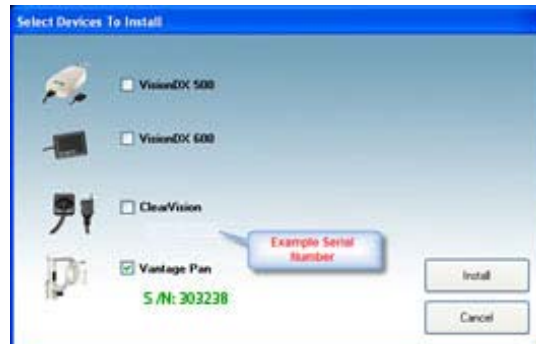 Select Devices To Install
VisionDX 500
VisionDX 600
ClearVision
Example Serial
Number
Vantage Pan
S /N: 303238
Install
Cancel